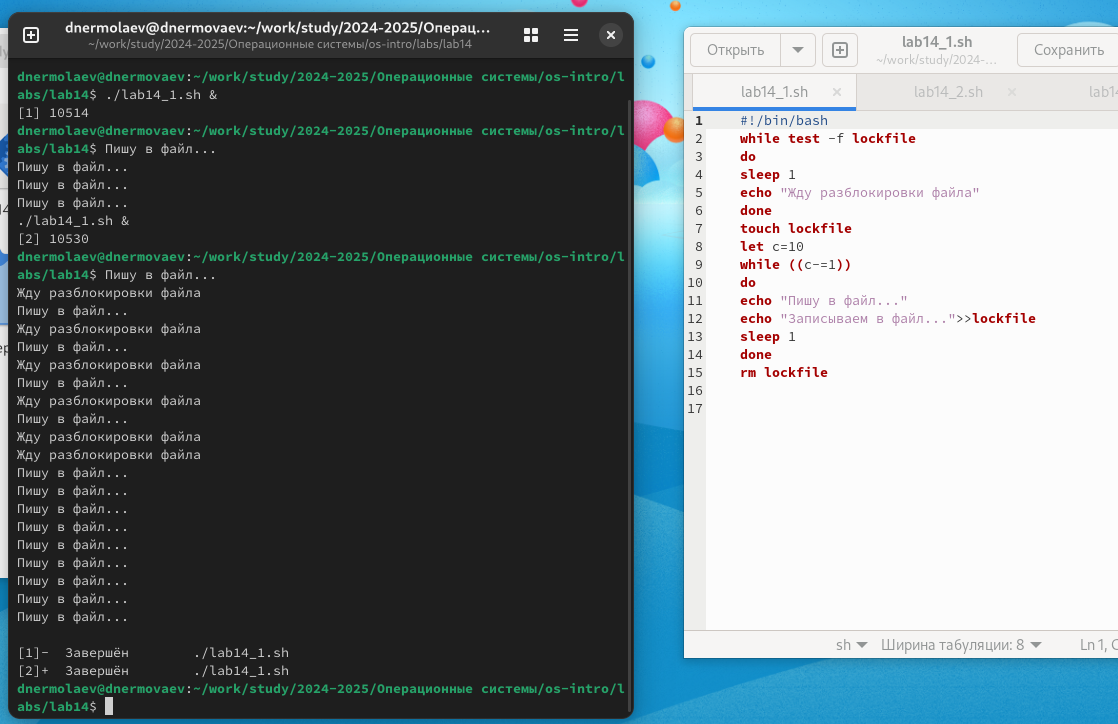 dnermolaev@dnermovaev:~/work/study/2024-2025/Операц...
~/work/study/2024-2025/Операционные системы/os-intro/labs/lab14
dnermolaev@dnermovaev:~/work/study/2024-2025/Операционные системы/os-intro/l
abs/lab14$ ./lab14_1.sh &
[1] 10514
dnermolaev@dnermovaev:~/work/study/2024-2025/Операционные системы/os-intro/l
abs/lab14$ Пишу в файл...
Пишу в файл...
Пишу в файл...
Пишу в файл...
./lab14_1.sh &
[2] 10530
dnermolaev@dnermovaev:~/work/study/2024-2025/Операционные системы/os-intro/l
abs/lab14$ Пишу в файл...
Жду разблокировки файла
Пишу в файл...
Жду разблокировки файла
Пишу в файл...
Жду разблокировки файла
Пишу в файл...
Жду разблокировки файла
Пишу в файл...
Жду разблокировки файла
Жду разблокировки файла
Пишу в файл...
Пишу в файл...
Пишу в файл...
Пишу в файл...
Пишу в файл...
Пишу в файл...
Пишу в файл...
Пишу в файл...
Пишу в файл...
[1]-  Завершён        ./lab14_1.sh
[2]+  Завершён        ./lab14_1.sh
dnermolaev@dnermovaev:~/work/study/2024-2025/Операционные системы/os-intro/l
abs/lab14$
Открыть lab14_1.sh Сохранить
~/work/study/2024-...
lab14_1.sh × lab14_2.sh × lab14
1 #!/bin/bash
2 while test -f lockfile
3 do
4 sleep 1
5 echo "Жду разблокировки файла"
6 done
7 touch lockfile
8 let c=10
9 while ((c-=1))
10 do
11 echo "Пишу в файл..."
12 echo "Записываем в файл...">>lockfile
13 sleep 1
14 done
15 rm lockfile
16
17
sh Ширина табуляции: 8 Ln 1, C